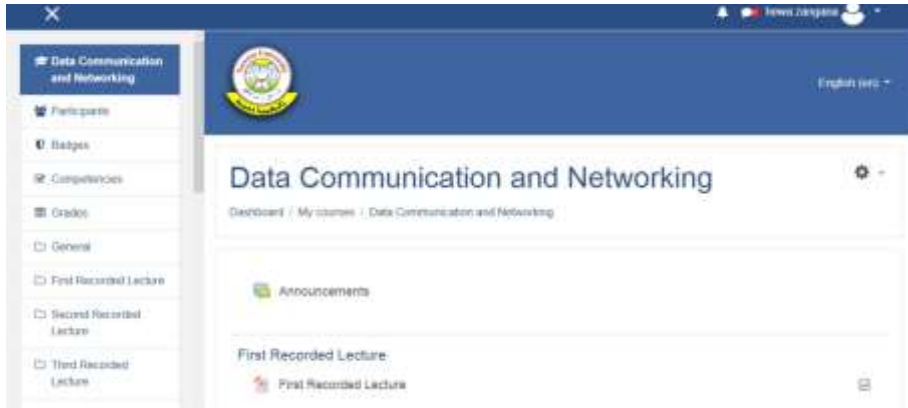 hewa zangana
Data Communication
and Networking
Participants
Badges
Competencies
Grades
General
First Recorded Lecture
Second Recorded
Lecture
Third Recorded
Lecture
English (en)
Data Communication and Networking
Dashboard / My courses / Data Communication and Networking
Announcements
First Recorded Lecture
First Recorded Lecture